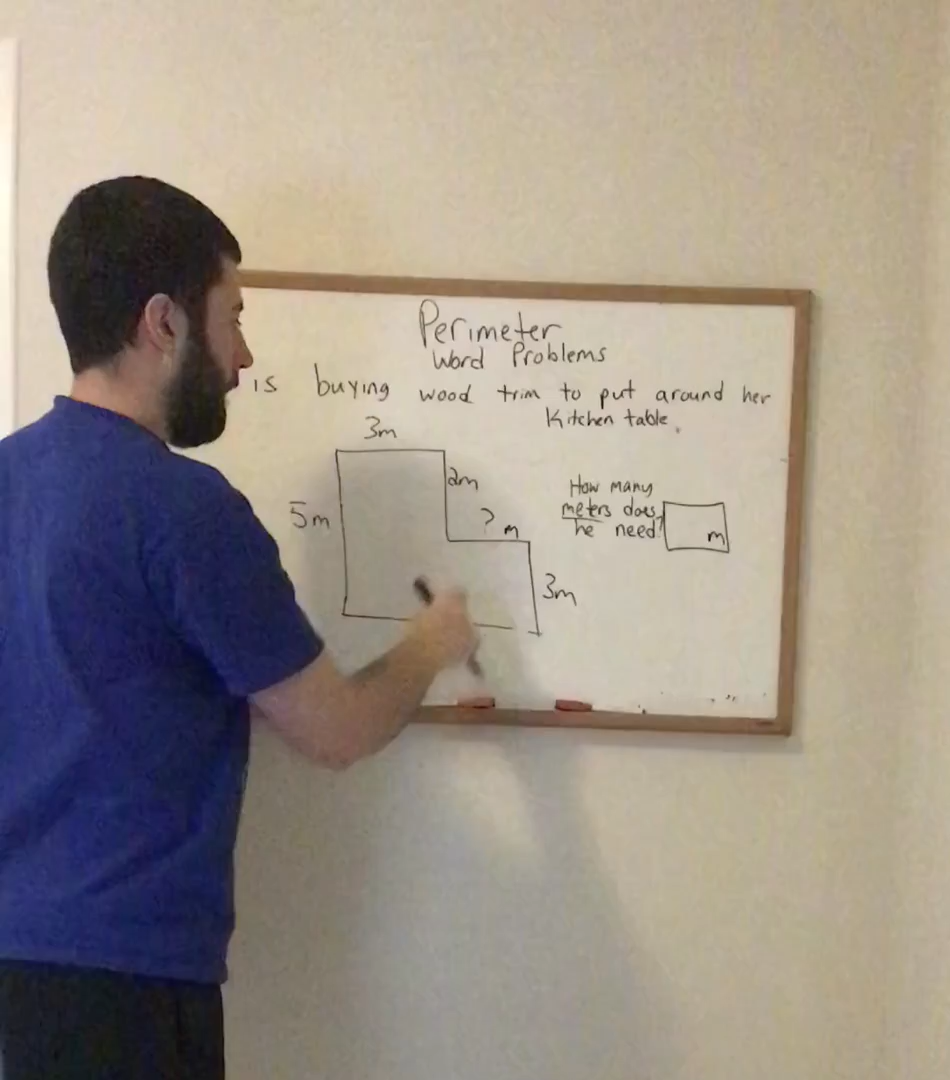 Perimeter
Word Problems
is buying wood trim to put around her
Kitchen table.
3m
2m
5m
? m
3m
How many
meters does
he need?
m